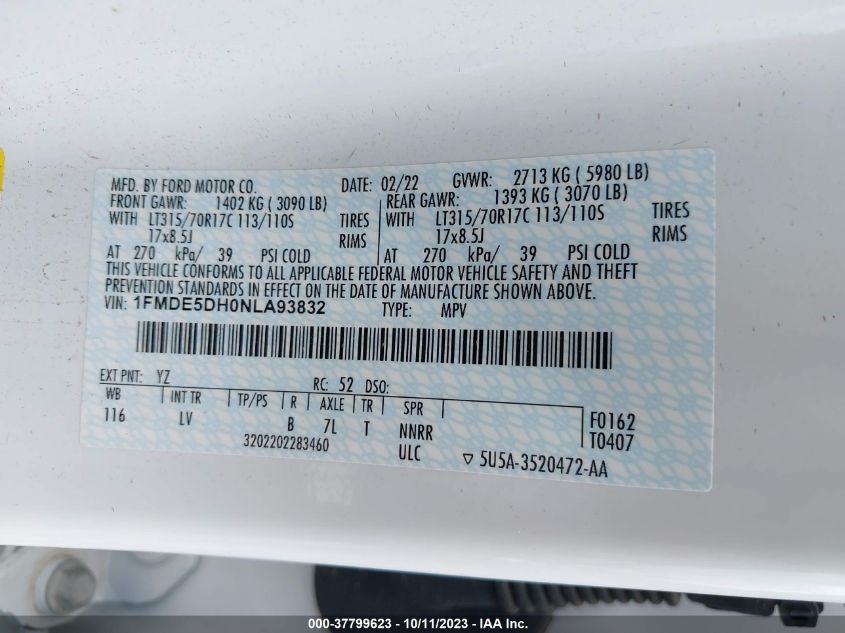 MFD. BY FORD MOTOR CO. DATE: 02/22 GVWR: 2713 KG ( 5980 LB)
FRONT GAWR: 1402 KG ( 3090 LB) REAR GAWR: 1393 KG ( 3070 LB)
WITH LT315/70R17C 113/110S TIRES WITH LT315/70R17C 113/110S TIRES
17x8.5J RIMS 17x8.5J RIMS
AT 270 kPa/ 39 PSI COLD AT 270 kPa/ 39 PSI COLD
THIS VEHICLE CONFORMS TO ALL APPLICABLE FEDERAL MOTOR VEHICLE SAFETY AND THEFT
PREVENTION STANDARDS IN EFFECT ON THE DATE OF MANUFACTURE SHOWN ABOVE.
VIN: 1FMDE5DH0NLA93832 TYPE: MPV
EXT PNT: YZ RC: 52 DSO:
WB INT TR TP/PS R AXLE TR SPR
116 LV B 7L T NNRR F0162
3202202283460 ULC T0407
▽ 5U5A-3520472-AA
000-37799623 - 10/11/2023 - IAA Inc.